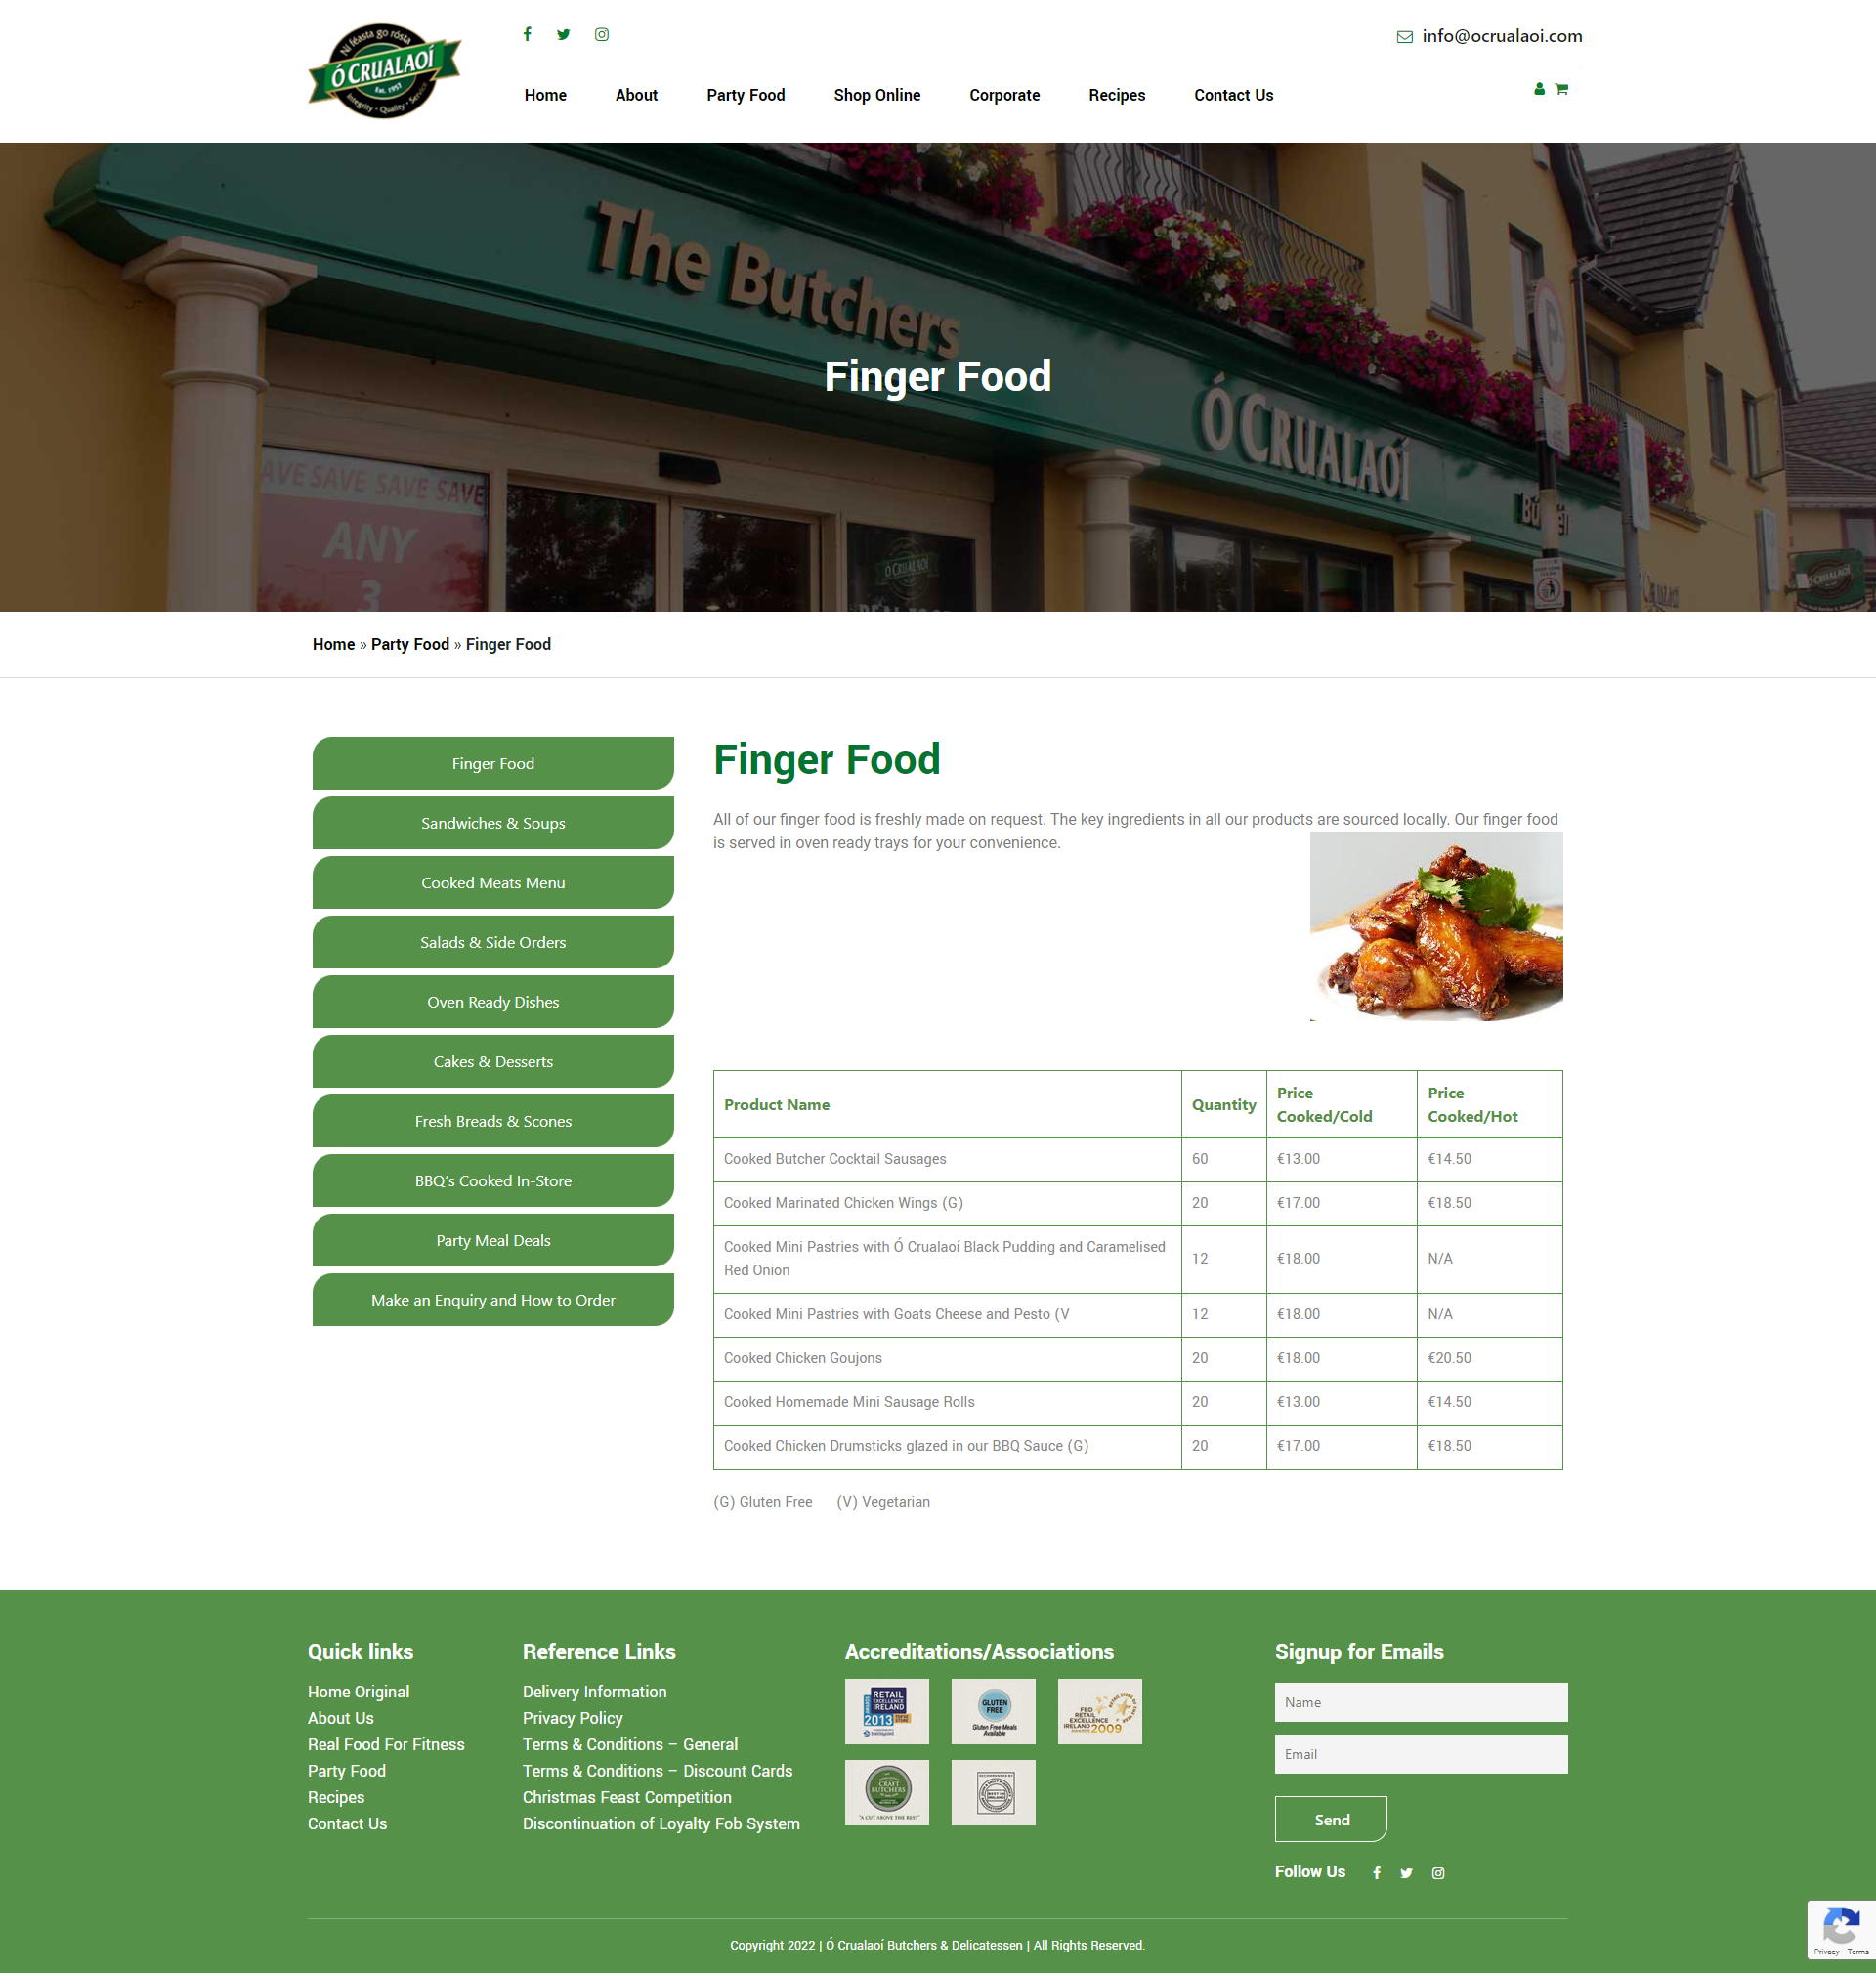 Ní féasta go rósta
Ó CRUALAOÍ
Est. 1957
Integrity • Quality • Service
info@ocrualaoi.com
Home
About
Party Food
Shop Online
Corporate
Recipes
Contact Us
The Butchers
Ó CRUALAOÍ
AVE SAVE SAVE SAVE
ANY
3
Ó CRUALAOÍ
Finger Food
Home » Party Food » Finger Food
Finger Food
Sandwiches & Soups
Cooked Meats Menu
Salads & Side Orders
Oven Ready Dishes
Cakes & Desserts
Fresh Breads & Scones
BBQ's Cooked In-Store
Party Meal Deals
Make an Enquiry and How to Order
Finger Food
All of our finger food is freshly made on request. The key ingredients in all our products are sourced locally. Our finger food
is served in oven ready trays for your convenience.
Product Name Quantity Price Cooked/Cold Price Cooked/Hot
Cooked Butcher Cocktail Sausages 60 €13.00 €14.50
Cooked Marinated Chicken Wings (G) 20 €17.00 €18.50
Cooked Mini Pastries with Ó Crualaoí Black Pudding and Caramelised
Red Onion 12 €18.00 N/A
Cooked Mini Pastries with Goats Cheese and Pesto (V 12 €18.00 N/A
Cooked Chicken Goujons 20 €18.00 €20.50
Cooked Homemade Mini Sausage Rolls 20 €13.00 €14.50
Cooked Chicken Drumsticks glazed in our BBQ Sauce (G) 20 €17.00 €18.50
(G) Gluten Free (V) Vegetarian
Quick links
Home Original
About Us
Real Food For Fitness
Party Food
Recipes
Contact Us
Reference Links
Delivery Information
Privacy Policy
Terms & Conditions – General
Terms & Conditions – Discount Cards
Christmas Feast Competition
Discontinuation of Loyalty Fob System
Accreditations/Associations
RETAIL
EXCELLENCE
IRELAND
2013
GLUTEN
FREE
Gluten Free Meals
Available
FBD
RETAIL
EXCELLENCE
IRELAND
AWARDS 2009
CRAFT
BUTCHERS
"A CUT ABOVE THE REST"
Signup for Emails
Name
Email
Send
Follow Us
Copyright 2022 | Ó Crualaoí Butchers & Delicatessen | All Rights Reserved.
Privacy • Terms